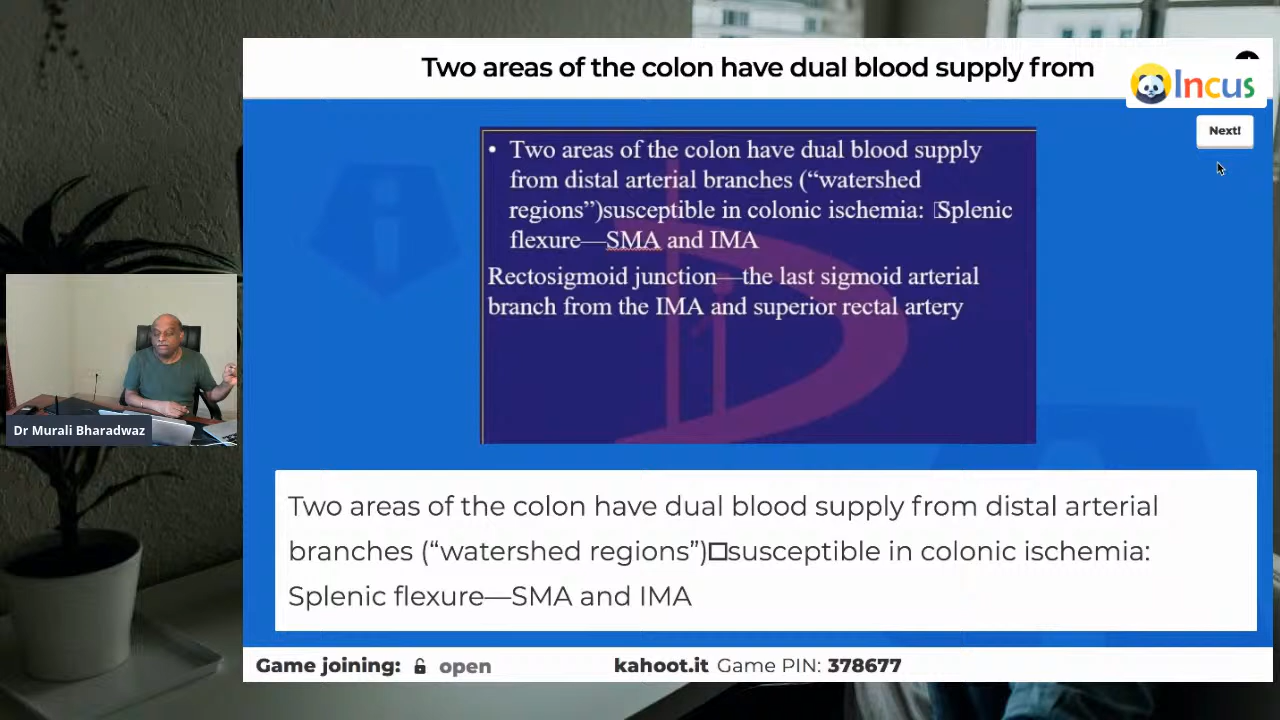 Two areas of the colon have dual blood supply from
Incus
Next!
• Two areas of the colon have dual blood supply
from distal arterial branches (“watershed
regions”)susceptible in colonic ischemia: Splenic
flexure—SMA and IMA
Rectosigmoid junction—the last sigmoid arterial
branch from the IMA and superior rectal artery
Dr Murali Bharadwaz
Two areas of the colon have dual blood supply from distal arterial
branches (“watershed regions”)□susceptible in colonic ischemia:
Splenic flexure—SMA and IMA
Game joining: open
kahoot.it Game PIN: 378677